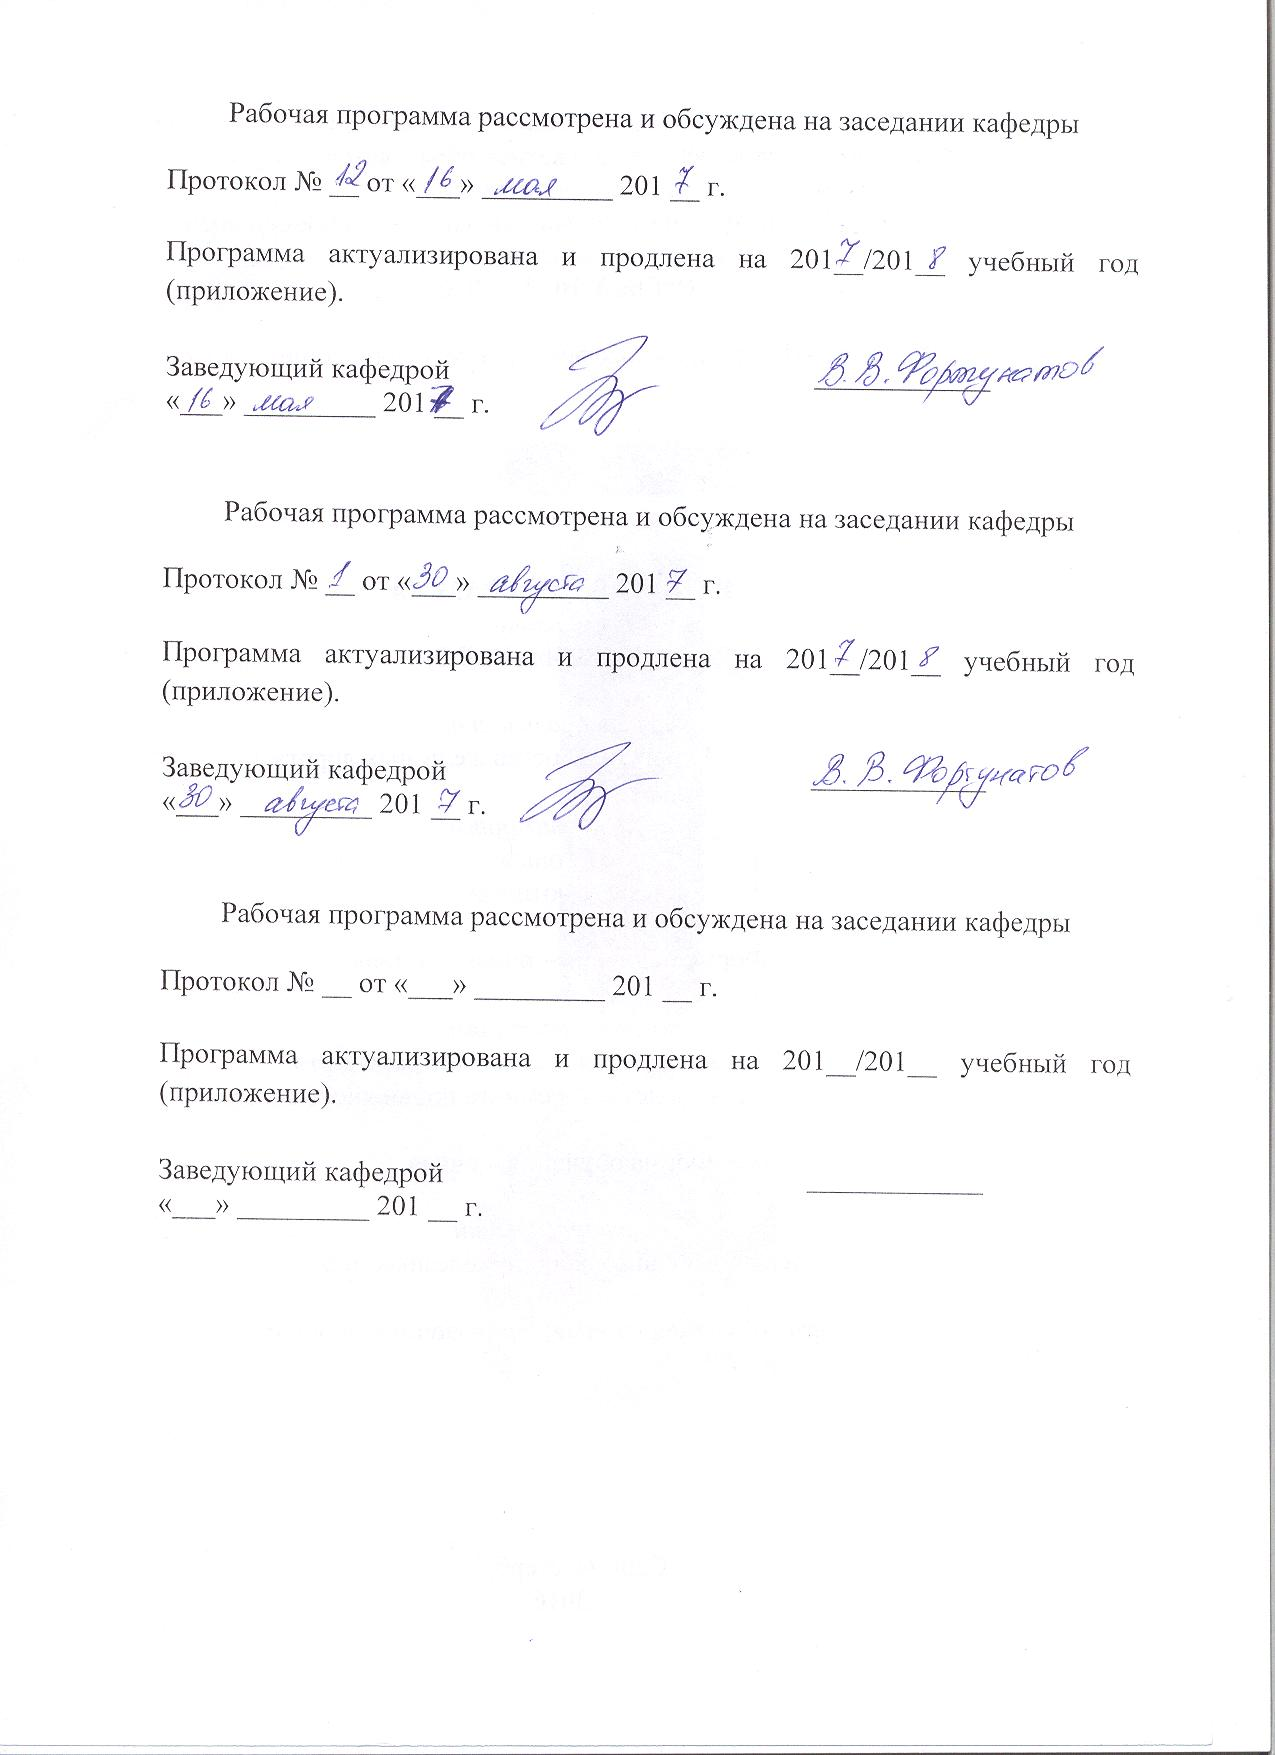 Рабочая программа рассмотрена и обсуждена на заседании кафедры
Протокол № 12 от «16» мая 2017 г.
Программа актуализирована и продлена на 2017/2018 учебный год
(приложение).
Заведующий кафедрой В. В. Фортунатов
«16» мая 2017 г.
Рабочая программа рассмотрена и обсуждена на заседании кафедры
Протокол № 1 от «30» августа 2017 г.
Программа актуализирована и продлена на 2017/2018 учебный год
(приложение).
Заведующий кафедрой В. В. Фортунатов
«30» августа 2017 г.
Рабочая программа рассмотрена и обсуждена на заседании кафедры
Протокол № __ от «___» _________ 201 __ г.
Программа актуализирована и продлена на 201__/201__ учебный год
(приложение).
Заведующий кафедрой ____________
«___» _________ 201 __ г.